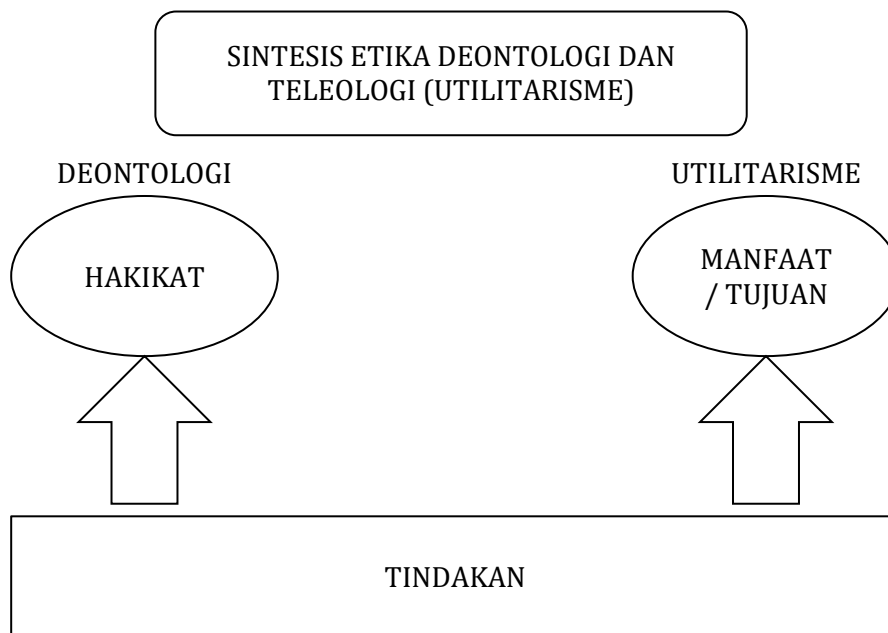 SINTESIS ETIKA DEONTOLOGI DAN
TELEOLOGI (UTILITARISME)
DEONTOLOGI
UTILITARISME
HAKIKAT
MANFAAT
/ TUJUAN
TINDAKAN